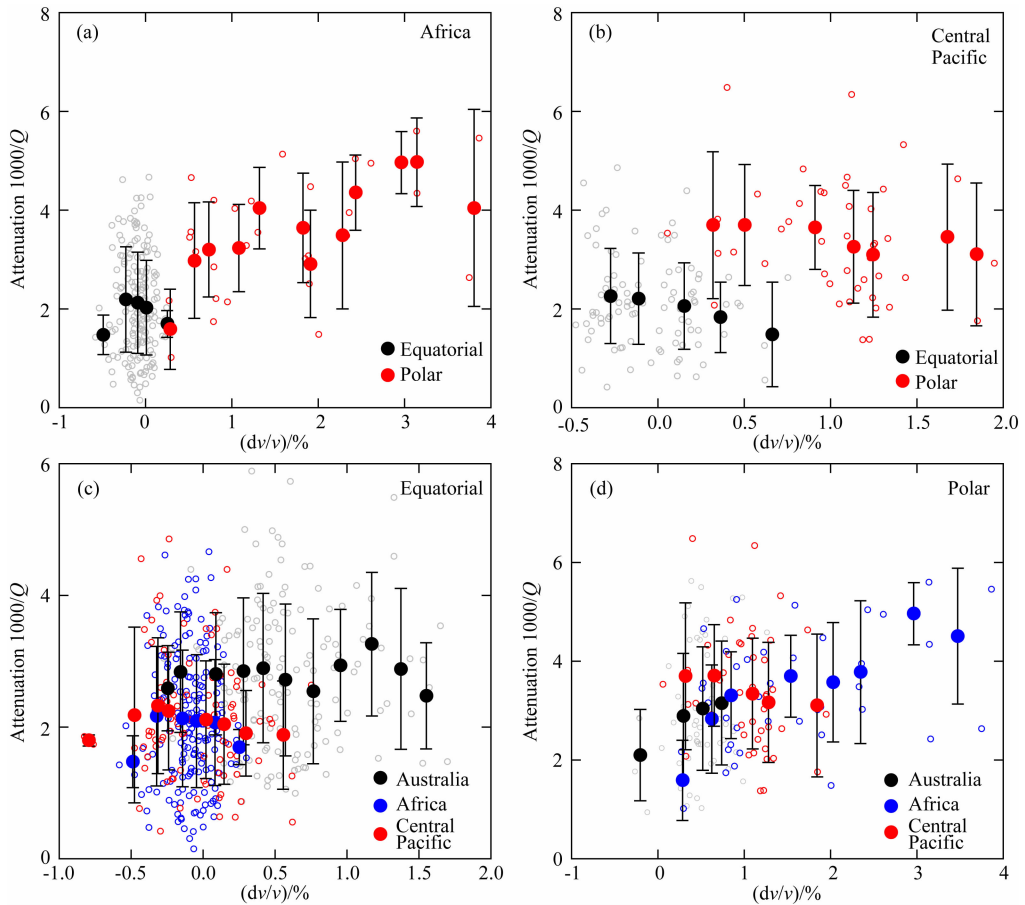 (a)
Africa
8
6
4
2
0
Attenuation 1000/Q
Equatorial
Polar
-1
0
1
2
3
4
(dv/v)/%
(b)
Central
Pacific
8
6
4
2
0
Attenuation 1000/Q
Equatorial
Polar
-0.5
0.0
0.5
1.0
1.5
2.0
(dv/v)/%
(c)
Equatorial
6
4
2
0
Attenuation 1000/Q
Australia
Africa
Central
Pacific
-1.0
-0.5
0.0
0.5
1.0
1.5
2.0
(dv/v)/%
(d)
Polar
8
6
4
2
0
Attenuation 1000/Q
Australia
Africa
Central
Pacific
-1
0
1
2
3
4
(dv/v)/%